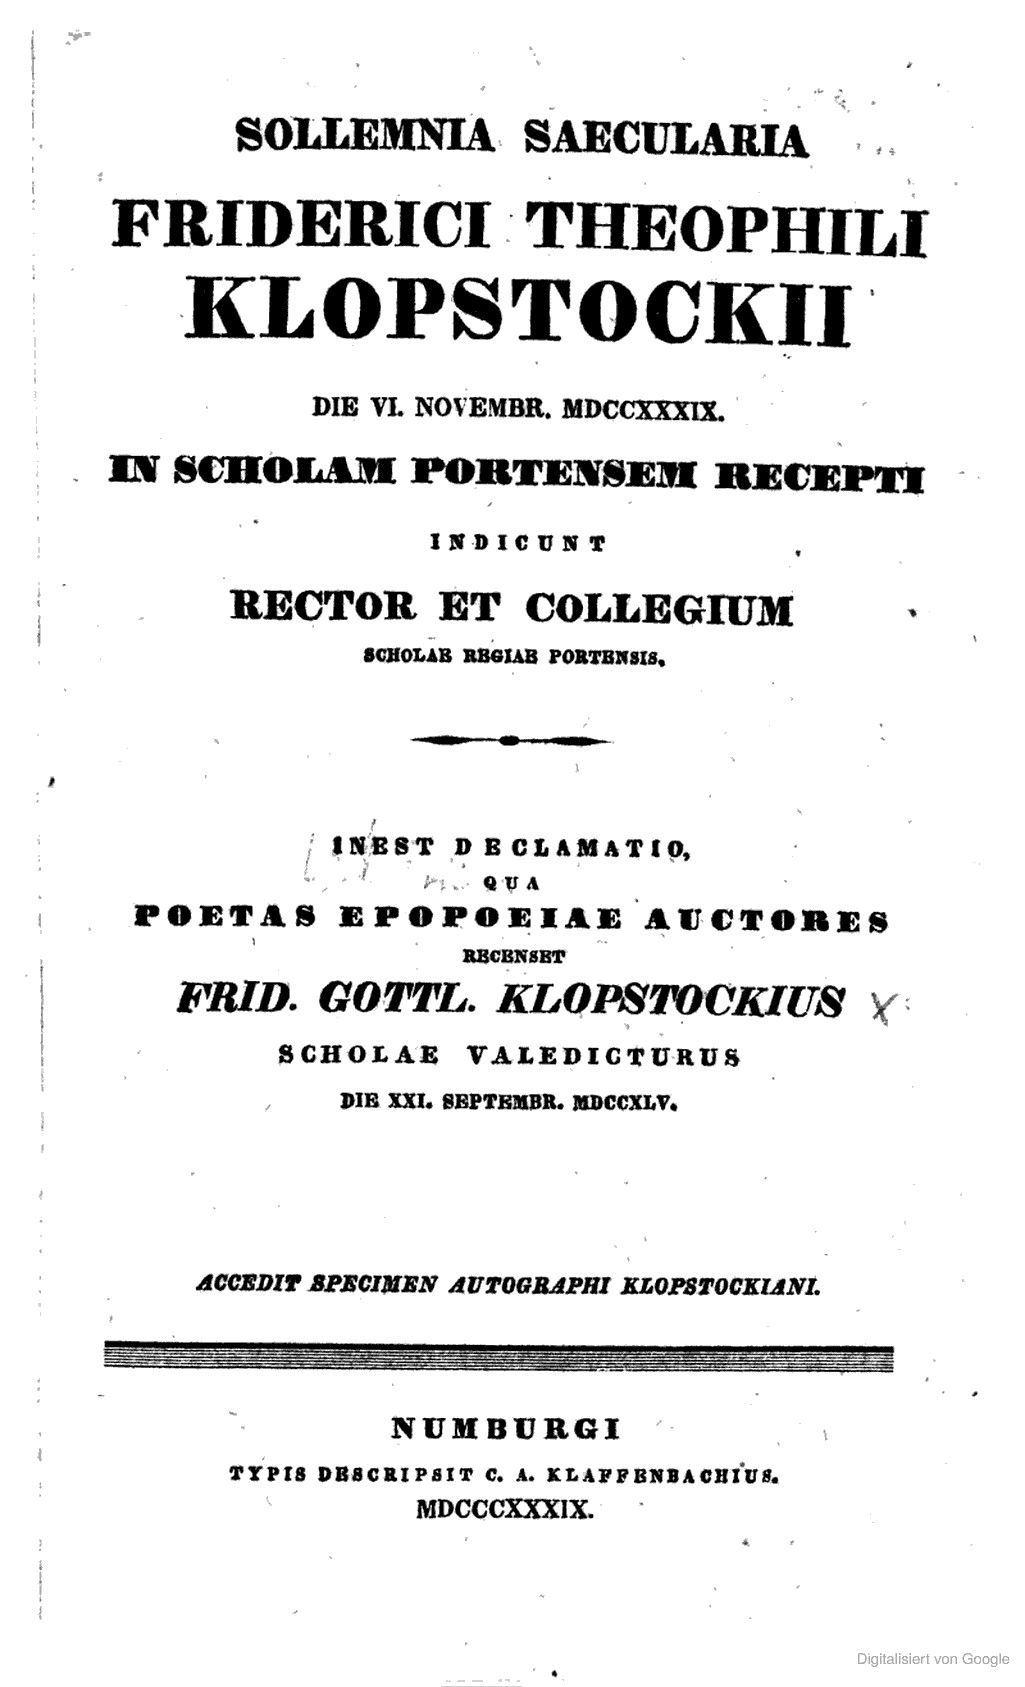 SOLLEMNIA SAECULARIA
FRIDERICI THEOPHILI
KLOPSTOCKII
DIE VI. NOVEMBR. MDCCXXXIX.
IN SCHOLAM PORTENSEM RECEPTI
INDICUNT
RECTOR ET COLLEGIUM
SCHOLAE REGIAE PORTENSIS.
INEST DECLAMATIO,
QUA
POETAS EPOPOEIAE AUCTORES
RECENSET
FRID. GOTTL. KLOPSTOCKIUS
SCHOLAE VALEDICTURUS
DIE XXI. SEPTEMBR. MDCCXLV.
ACCEDIT SPECIMEN AUTOGRAPHI KLOPSTOCKIANI.
NUMBURGI
TYPIS DESCRIPSIT C. A. KLAFFENBACHIUS.
MDCCCXXXIX.
Digitalisiert von Google